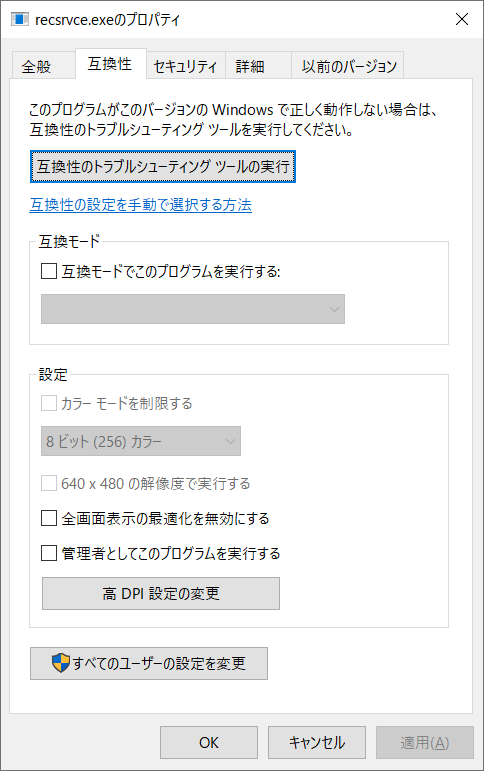 recsrvce.exeのプロパティ
全般 互換性 セキュリティ 詳細 以前のバージョン
このプログラムがこのバージョンの Windows で正しく動作しない場合は、
互換性のトラブルシューティング ツールを実行してください。
互換性のトラブルシューティング ツールの実行
互換性の設定を手動で選択する方法
互換モード
互換モードでこのプログラムを実行する:
設定
カラー モードを制限する
8 ビット (256) カラー
640 x 480 の解像度で実行する
全画面表示の最適化を無効にする
管理者としてこのプログラムを実行する
高 DPI 設定の変更
すべてのユーザーの設定を変更
OK キャンセル 適用(A)